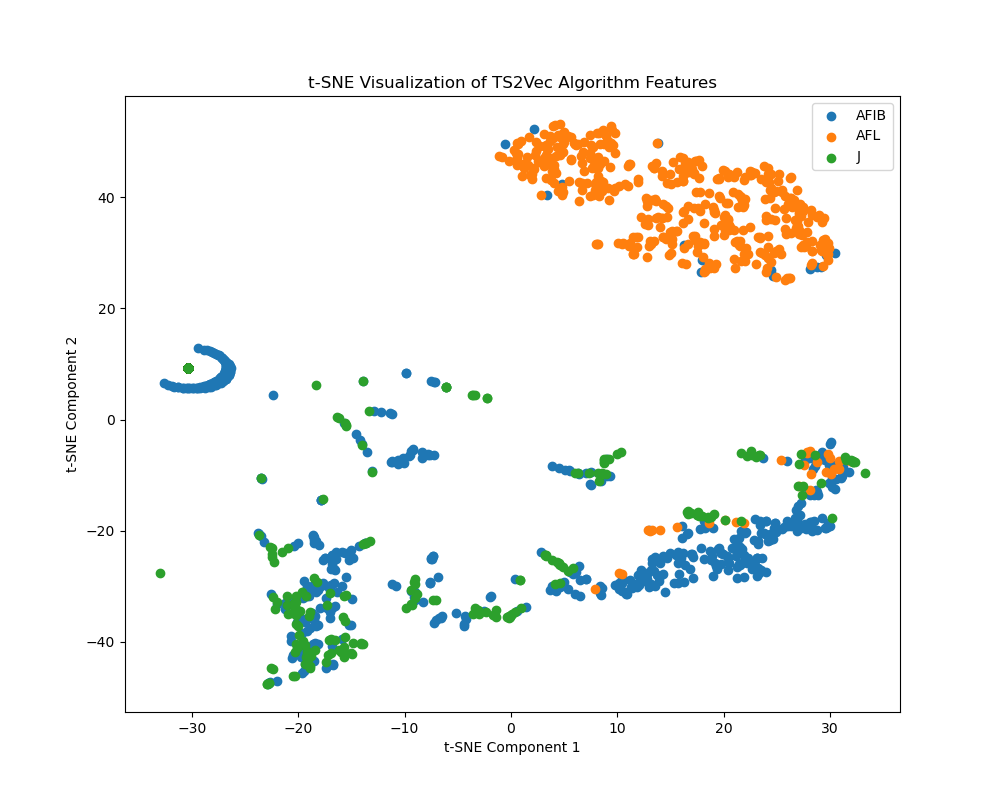 t-SNE Visualization of TS2Vec Algorithm Features
AFIB
AFL
J
40
20
0
−20
−40
t-SNE Component 2
−30
−20
−10
0
10
20
30
t-SNE Component 1